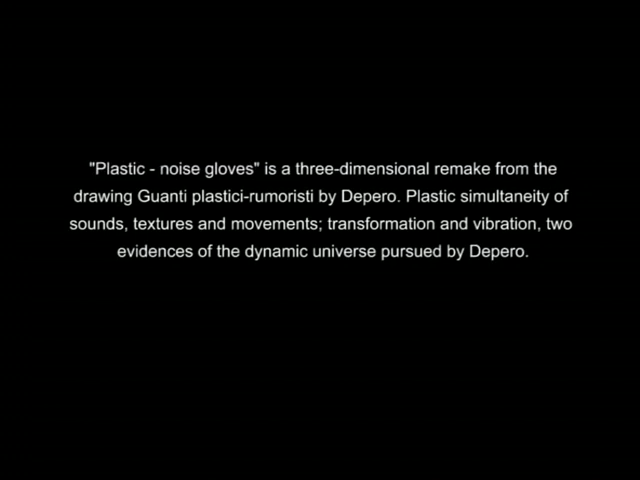 "Plastic - noise gloves" is a three-dimensional remake from the
drawing Guanti plastici-rumoristi by Depero. Plastic simultaneity of
sounds, textures and movements; transformation and vibration, two
evidences of the dynamic universe pursued by Depero.